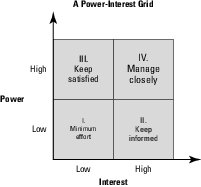 A Power-Interest Grid
III.
Keep
satisfied
IV.
Manage
closely
High
Power
I.
Minimum
effort
II.
Keep
informed
Low
Low
High
Interest